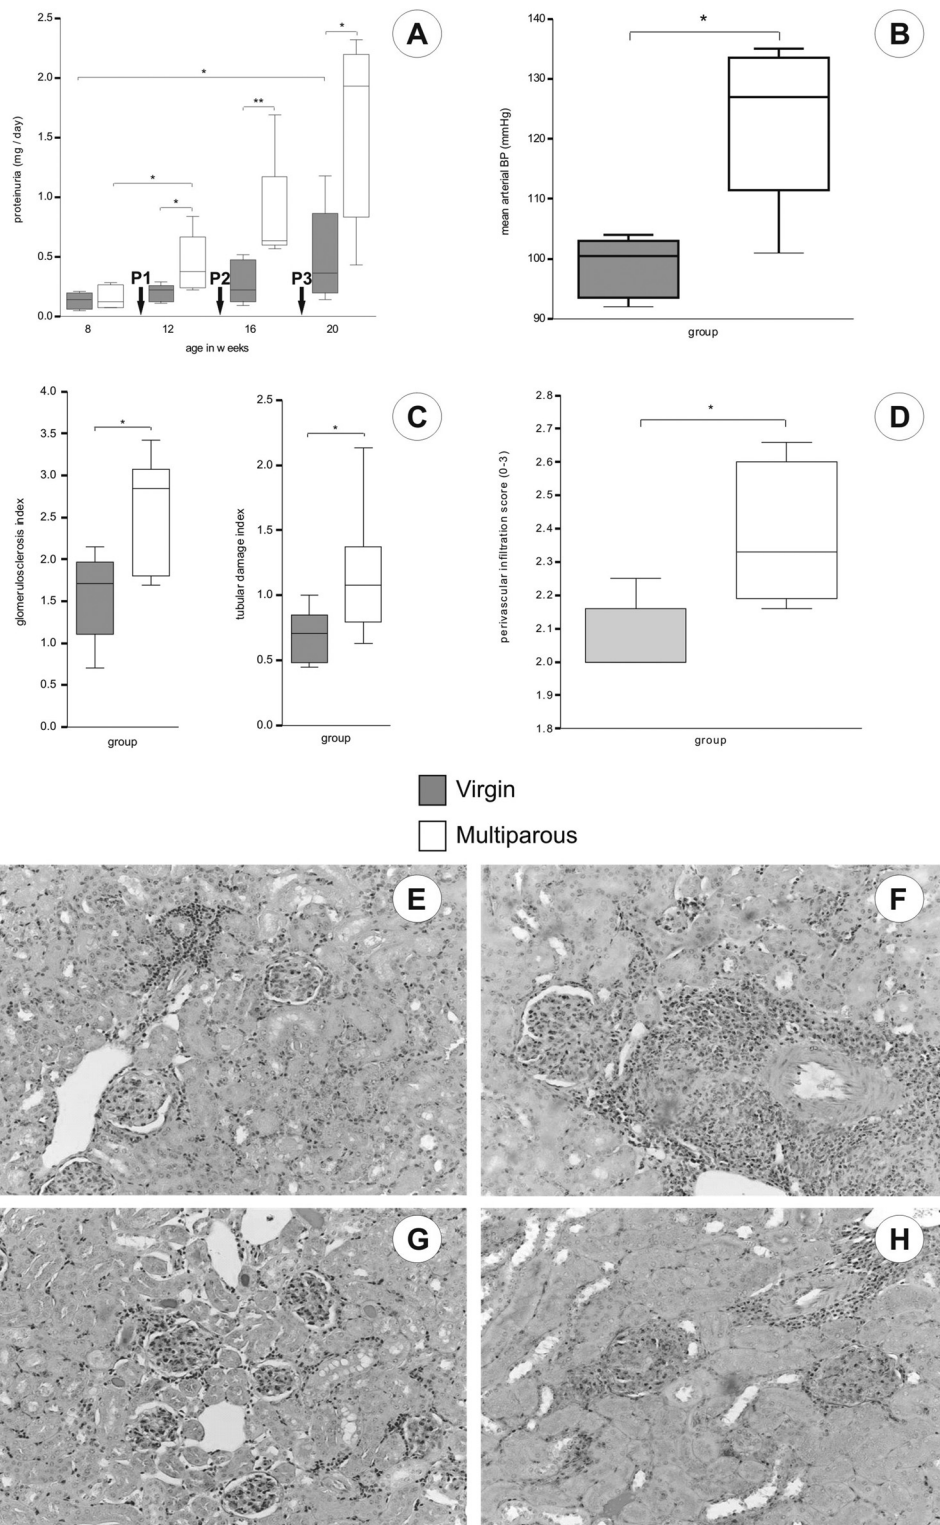 A
2.5
2.0
1.5
1.0
0.5
0.0
proteinuria (mg / day)
*
*
*
**
*
P1
P2
P3
8
12
16
20
age in w eeks
B
140
130
120
110
100
90
mean arterial BP (mmHg)
*
group
C
4.0
3.5
3.0
2.5
2.0
1.5
1.0
0.5
0.0
glomerulosclerosis index
*
group
2.5
2.0
1.5
1.0
0.5
0.0
tubular damage index
*
group
D
2.8
2.7
2.6
2.5
2.4
2.3
2.2
2.1
2.0
1.9
1.8
perivascular infiltration score (0-3)
*
group
Virgin
Multiparous
E
F
G
H